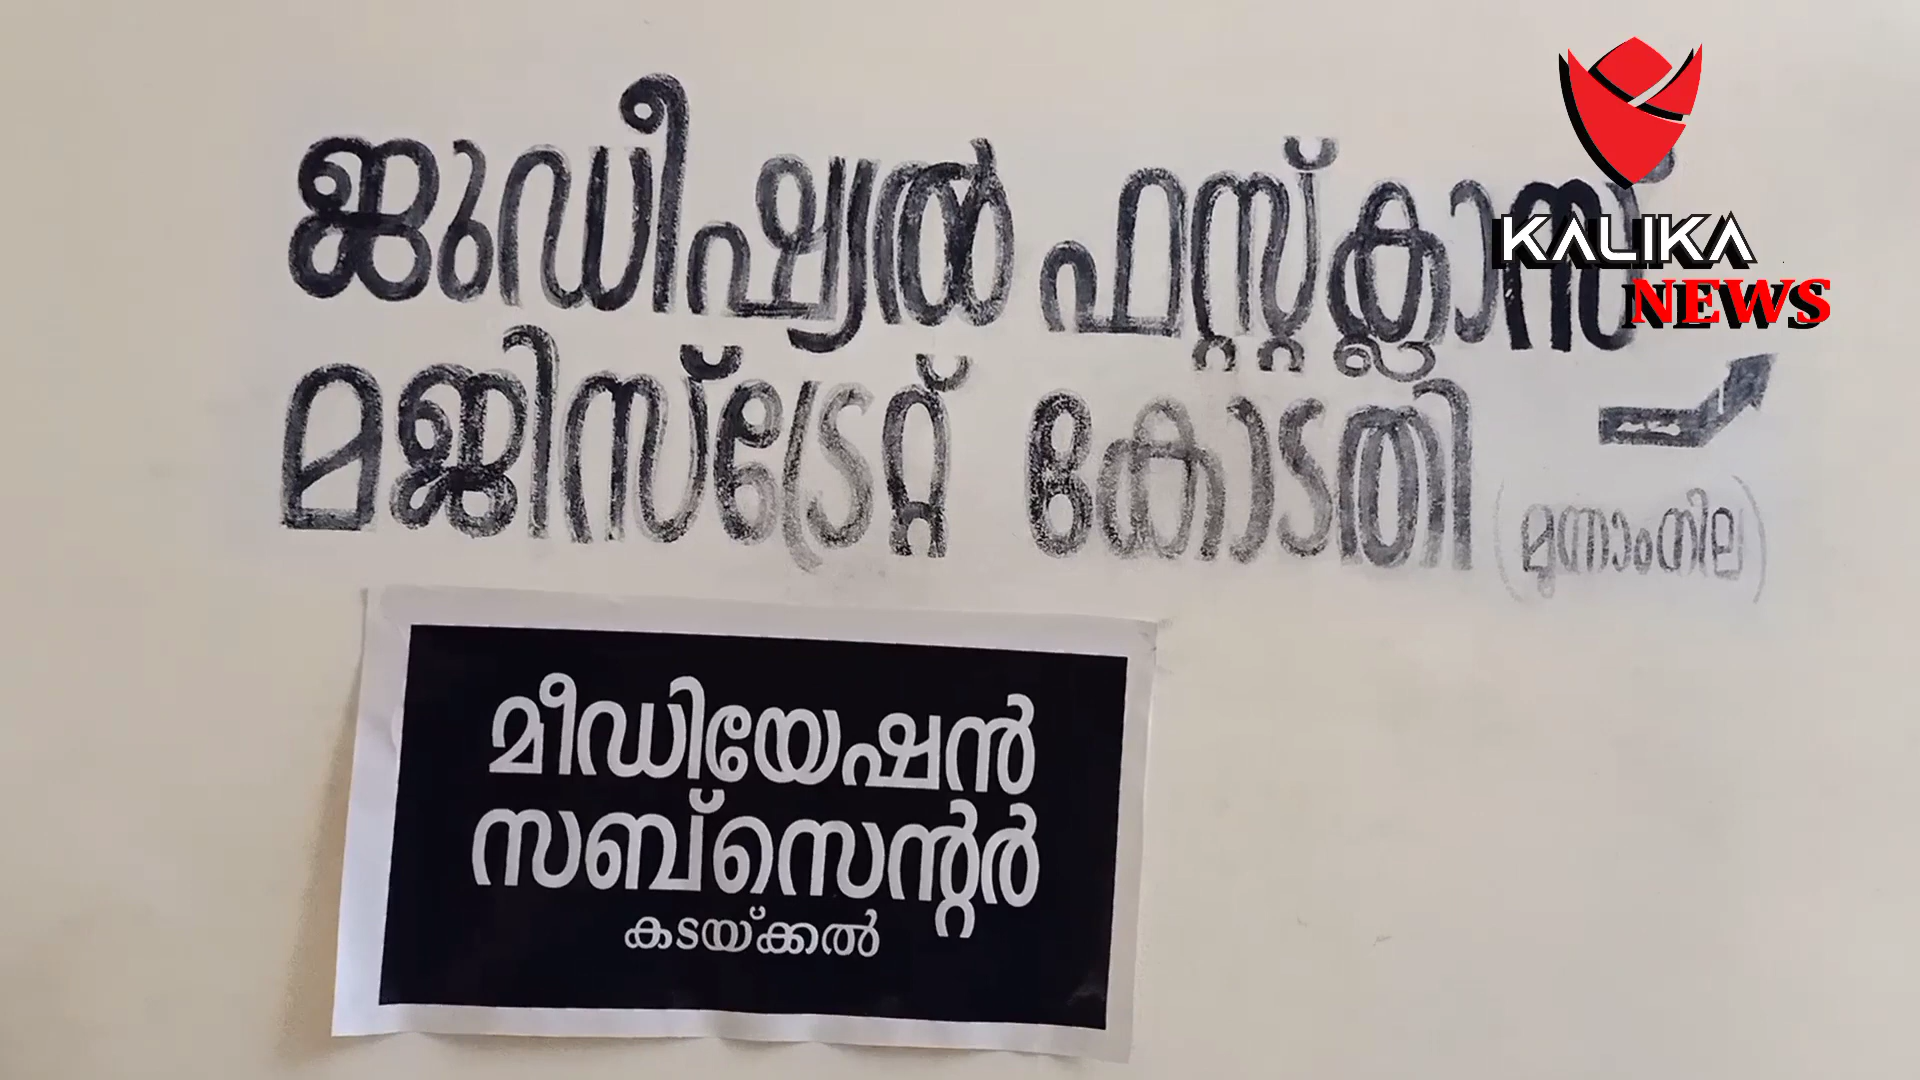 ജുഡീഷ്യൽ ഫസ്റ്റ്ക്ലാസ്
മജിസ്ട്രേറ്റ് കോടതി (മൂന്നാംനില)
മീഡിയേഷൻ
സബ്സെന്റർ
കടയ്ക്കൽ
KALIKA
NEWS